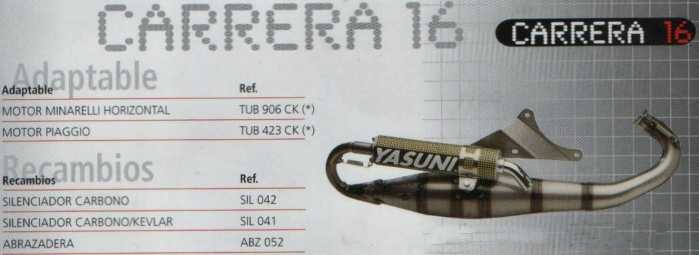 CARRERA 16
CARRERA 16
Adaptable
Adaptable Ref.
MOTOR MINARELLI HORIZONTAL TUB 906 CK (*)
MOTOR PIAGGIO TUB 423 CK (*)
Recambios
Recambios Ref.
SILENCIADOR CARBONO SIL 042
SILENCIADOR CARBONO/KEVLAR SIL 041
ABRAZADERA ABZ 052
YASUNI